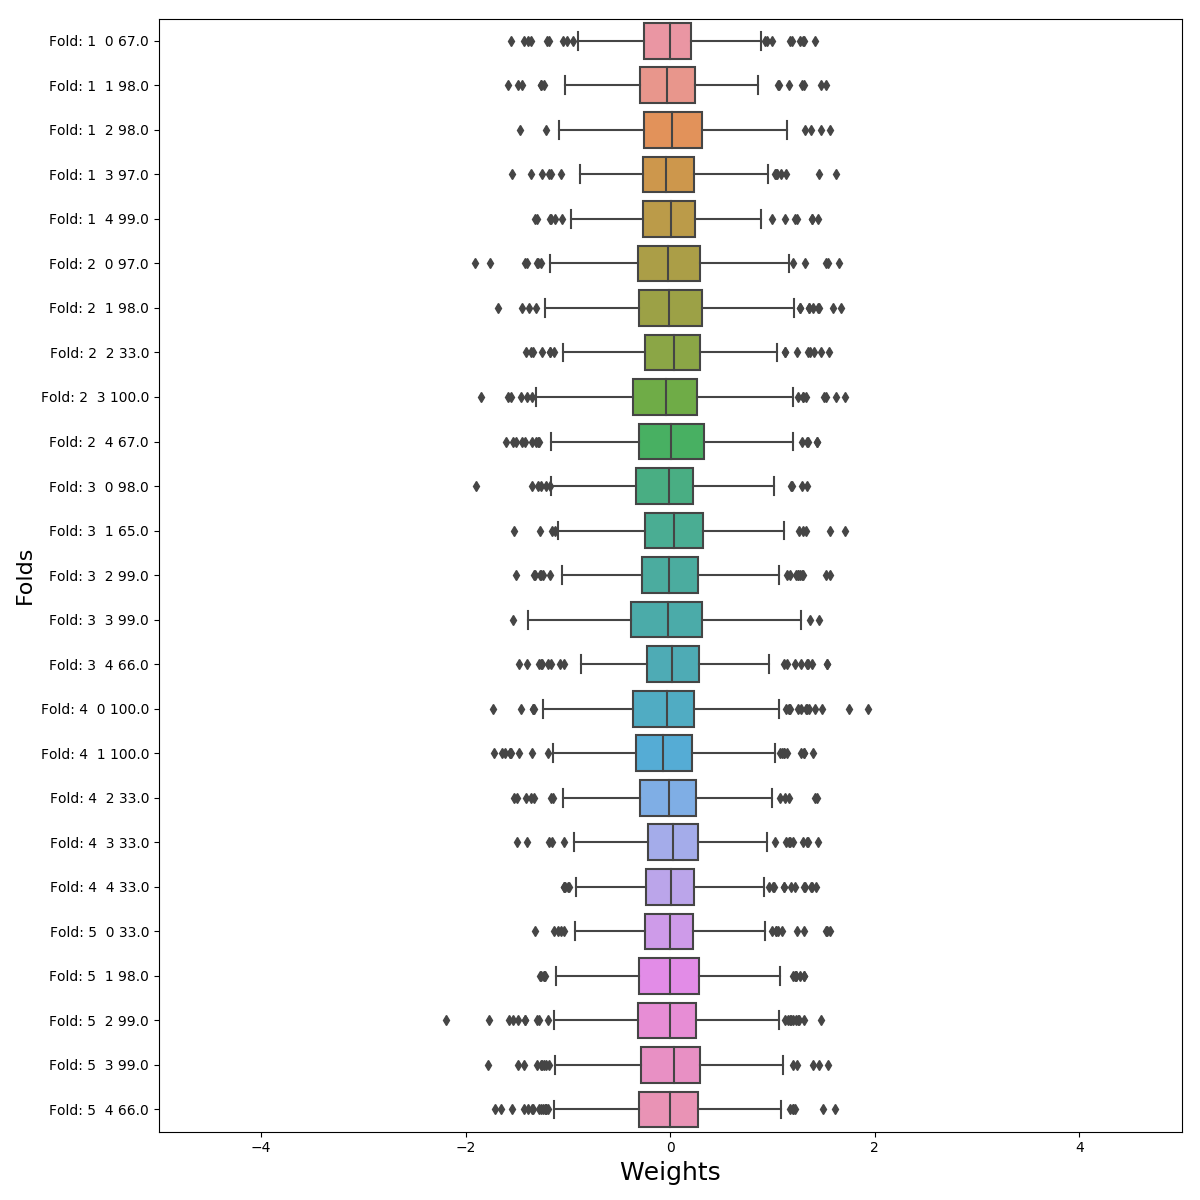 Fold: 1  0 67.0
Fold: 1  1 98.0
Fold: 1  2 98.0
Fold: 1  3 97.0
Fold: 1  4 99.0
Fold: 2  0 97.0
Fold: 2  1 98.0
Fold: 2  2 33.0
Fold: 2  3 100.0
Fold: 2  4 67.0
Fold: 3  0 98.0
Fold: 3  1 65.0
Fold: 3  2 99.0
Fold: 3  3 99.0
Fold: 3  4 66.0
Fold: 4  0 100.0
Fold: 4  1 100.0
Fold: 4  2 33.0
Fold: 4  3 33.0
Fold: 4  4 33.0
Fold: 5  0 33.0
Fold: 5  1 98.0
Fold: 5  2 99.0
Fold: 5  3 99.0
Fold: 5  4 66.0
Folds
−4 −2 0 2 4
Weights